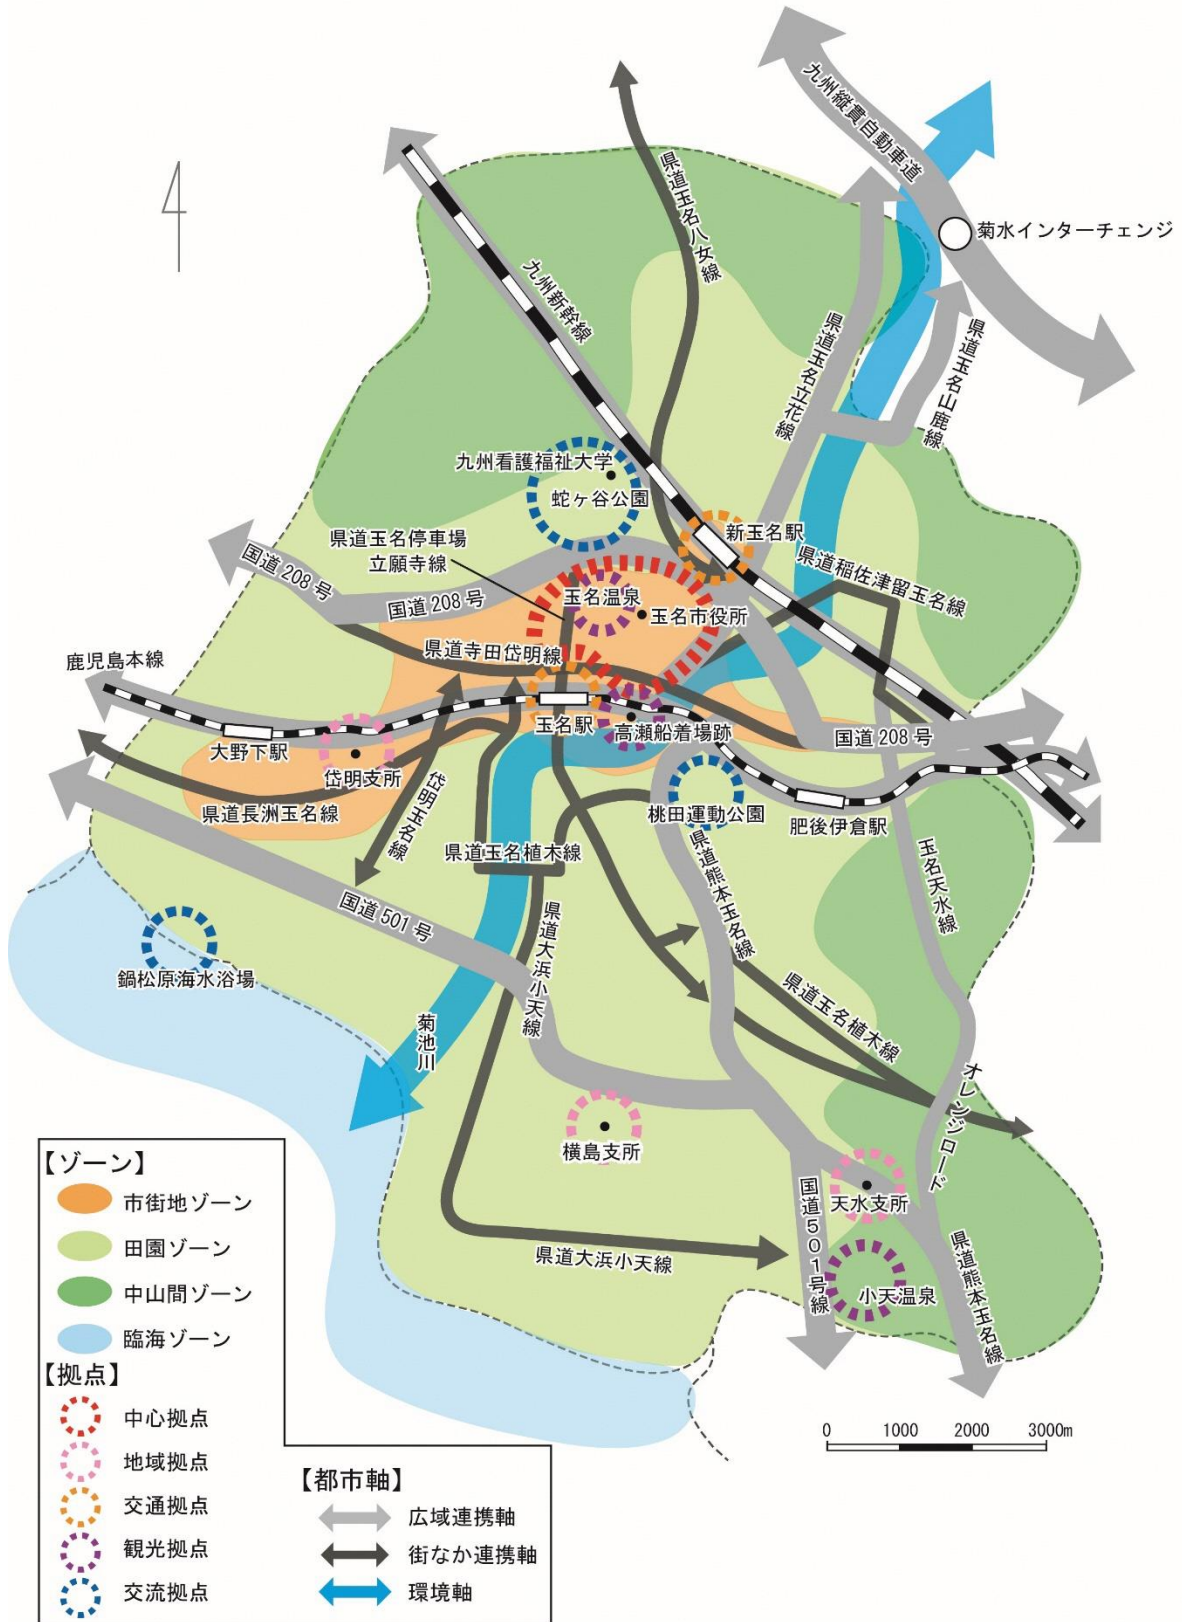 九州縦貫自動車道
菊水インターチェンジ
県道玉名八女線
九州新幹線
県道玉名立花線
県道玉名山鹿線
九州看護福祉大学
蛇ヶ谷公園
新玉名駅
県道玉名停車場
立願寺線
国道208号
国道208号
玉名温泉
玉名市役所
県道稲佐津留玉名線
県道寺田岱明線
鹿児島本線
大野下駅
岱明支所
玉名駅
高瀬船着場跡
国道208号
県道長洲玉名線
岱明玉名線
桃田運動公園
肥後伊倉駅
県道玉名植木線
県道熊本玉名線
玉名天水線
国道501号
県道大浜小天線
鍋松原海水浴場
菊池川
県道玉名植木線
オレンジロード
横島支所
天水支所
国道501号線
県道大浜小天線
小天温泉
県道熊本玉名線
【ゾーン】
市街地ゾーン
田園ゾーン
中山間ゾーン
臨海ゾーン
【拠点】
中心拠点
地域拠点
交通拠点
観光拠点
交流拠点
【都市軸】
広域連携軸
街なか連携軸
環境軸
0 1000 2000 3000m